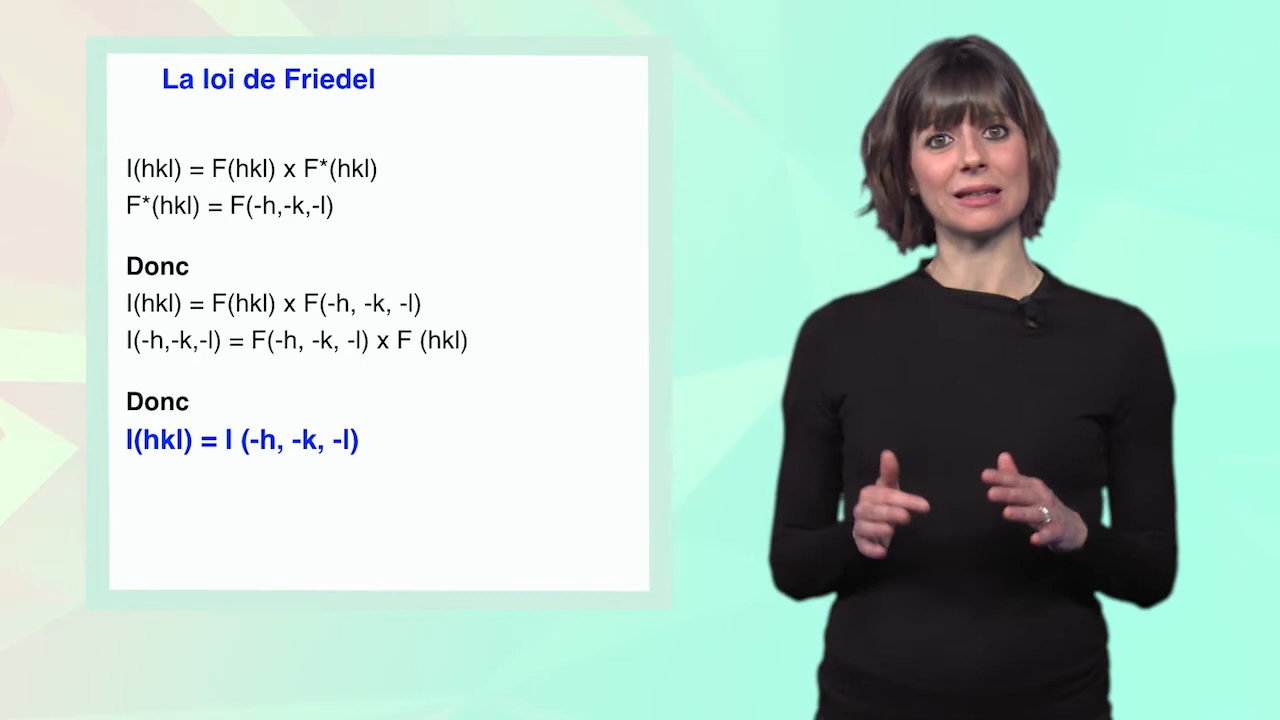 La loi de Friedel
I(hkl) = F(hkl) x F*(hkl)
F*(hkl) = F(-h,-k,-l)
Donc
I(hkl) = F(hkl) x F(-h, -k, -l)
I(-h,-k,-l) = F(-h, -k, -l) x F (hkl)
Donc
I(hkl) = I (-h, -k, -l)